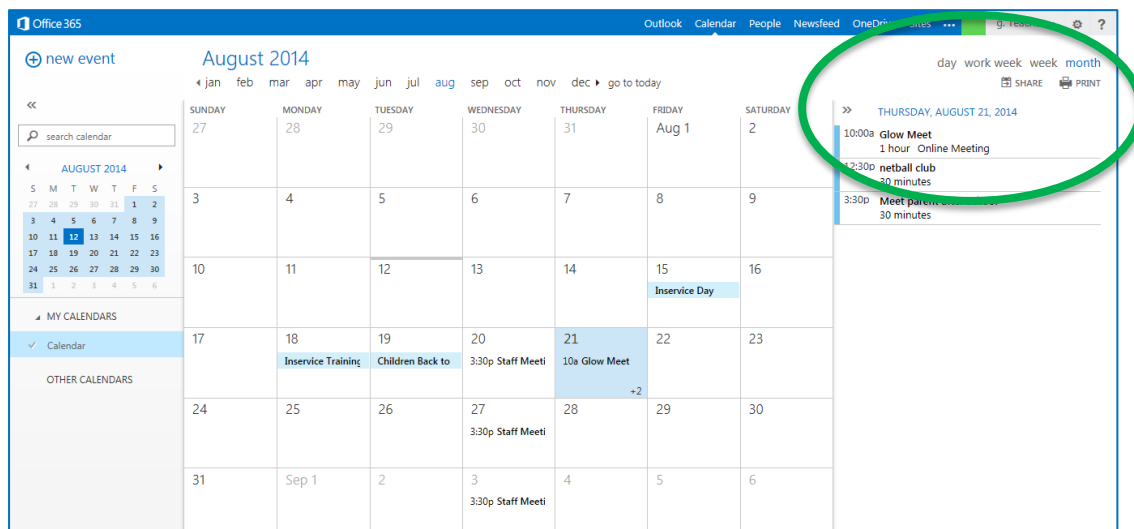 Office 365 Outlook Calendar People Newsfeed ... ?
new event
August 2014
day work week week month
jan feb mar apr may jun jul aug sep oct nov dec go to today
SHARE PRINT
search calendar
AUGUST 2014
S M T W T F S
27 28 29 30 31 1 2
3 4 5 6 7 8 9
10 11 12 13 14 15 16
17 18 19 20 21 22 23
24 25 26 27 28 29 30
31 1 2 3 4 5 6
MY CALENDARS
Calendar
OTHER CALENDARS
SUNDAY MONDAY TUESDAY WEDNESDAY THURSDAY FRIDAY SATURDAY
27 28 29 30 31 Aug 1 2
3 4 5 6 7 8 9
10 11 12 13 14 15 16
Inservice Day
17 18 19 20 21 22 23
Inservice Training Children Back to 3:30p Staff Meeti 10a Glow Meet
+2
24 25 26 27 28 29 30
3:30p Staff Meeti
31 Sep 1 2 3 4 5 6
3:30p Staff Meeti
THURSDAY, AUGUST 21, 2014
10:00a Glow Meet
1 hour Online Meeting
12:30p netball club
30 minutes
3:30p Meet parent
30 minutes